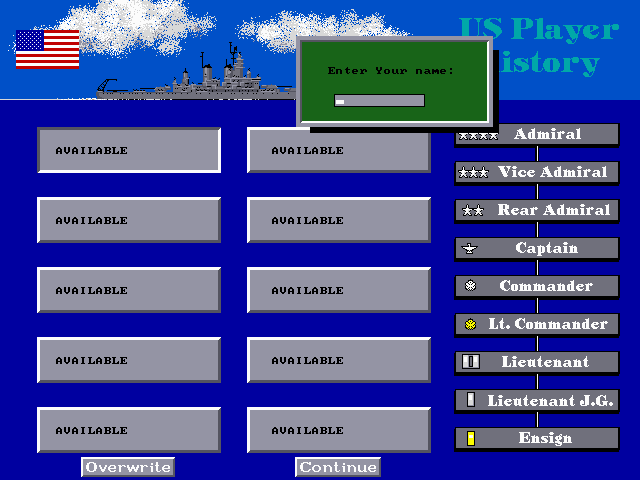 US Player
History
Enter Your name:
AVAILABLE
AVAILABLE
AVAILABLE
AVAILABLE
AVAILABLE
AVAILABLE
AVAILABLE
AVAILABLE
AVAILABLE
AVAILABLE
Overwrite
Continue
Admiral
Vice Admiral
Rear Admiral
Captain
Commander
Lt. Commander
Lieutenant
Lieutenant J.G.
Ensign